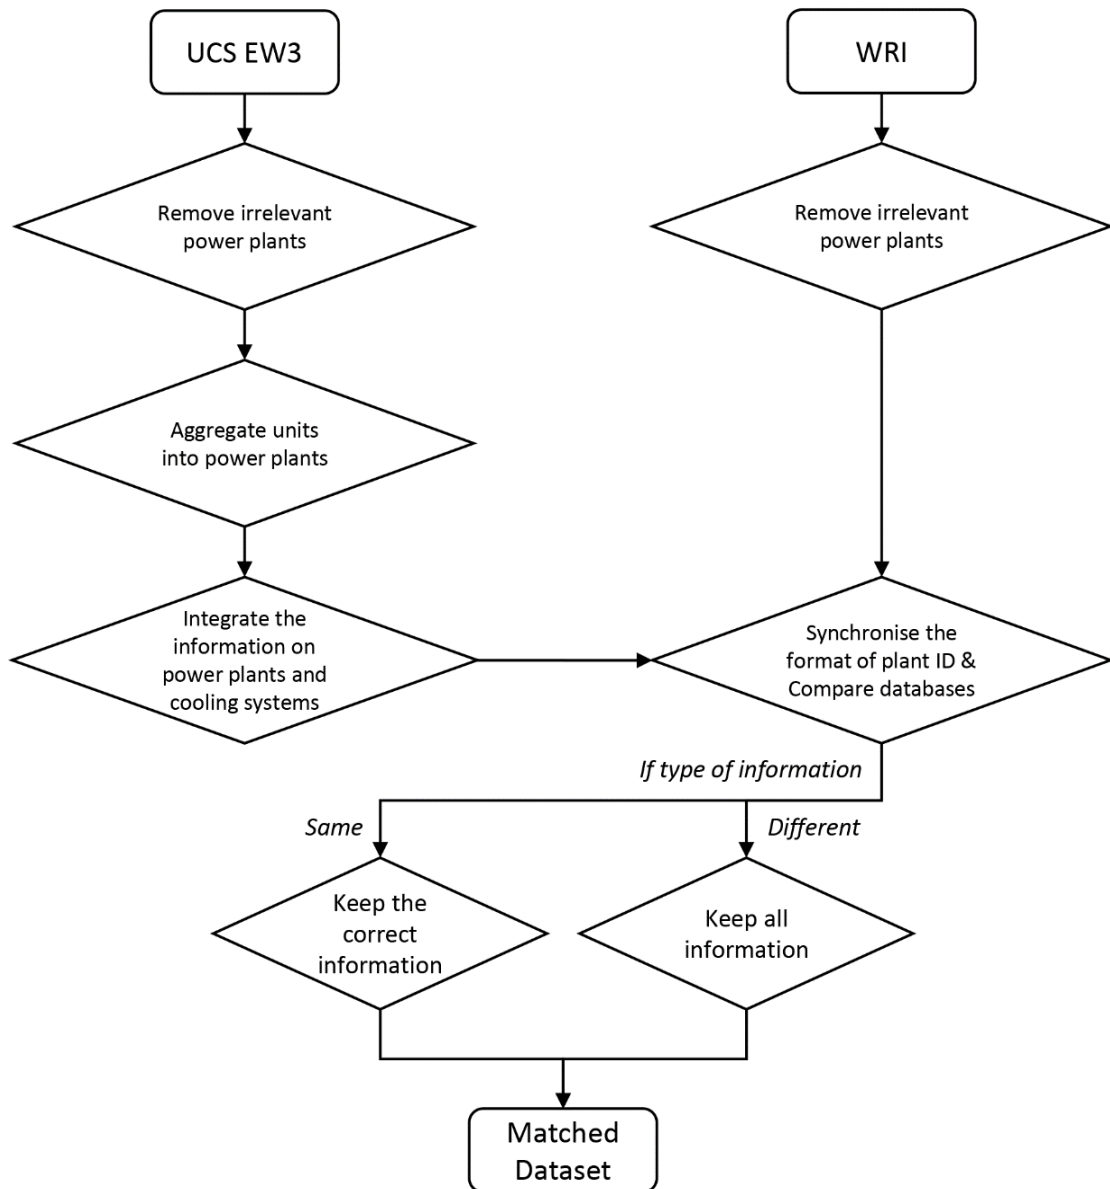 UCS EW3
WRI
Remove irrelevant
power plants
Remove irrelevant
power plants
Aggregate units
into power plants
Integrate the
information on
power plants and
cooling systems
Synchronise the
format of plant ID &
Compare databases
If type of information
Same
Different
Keep the
correct
information
Keep all
information
Matched
Dataset